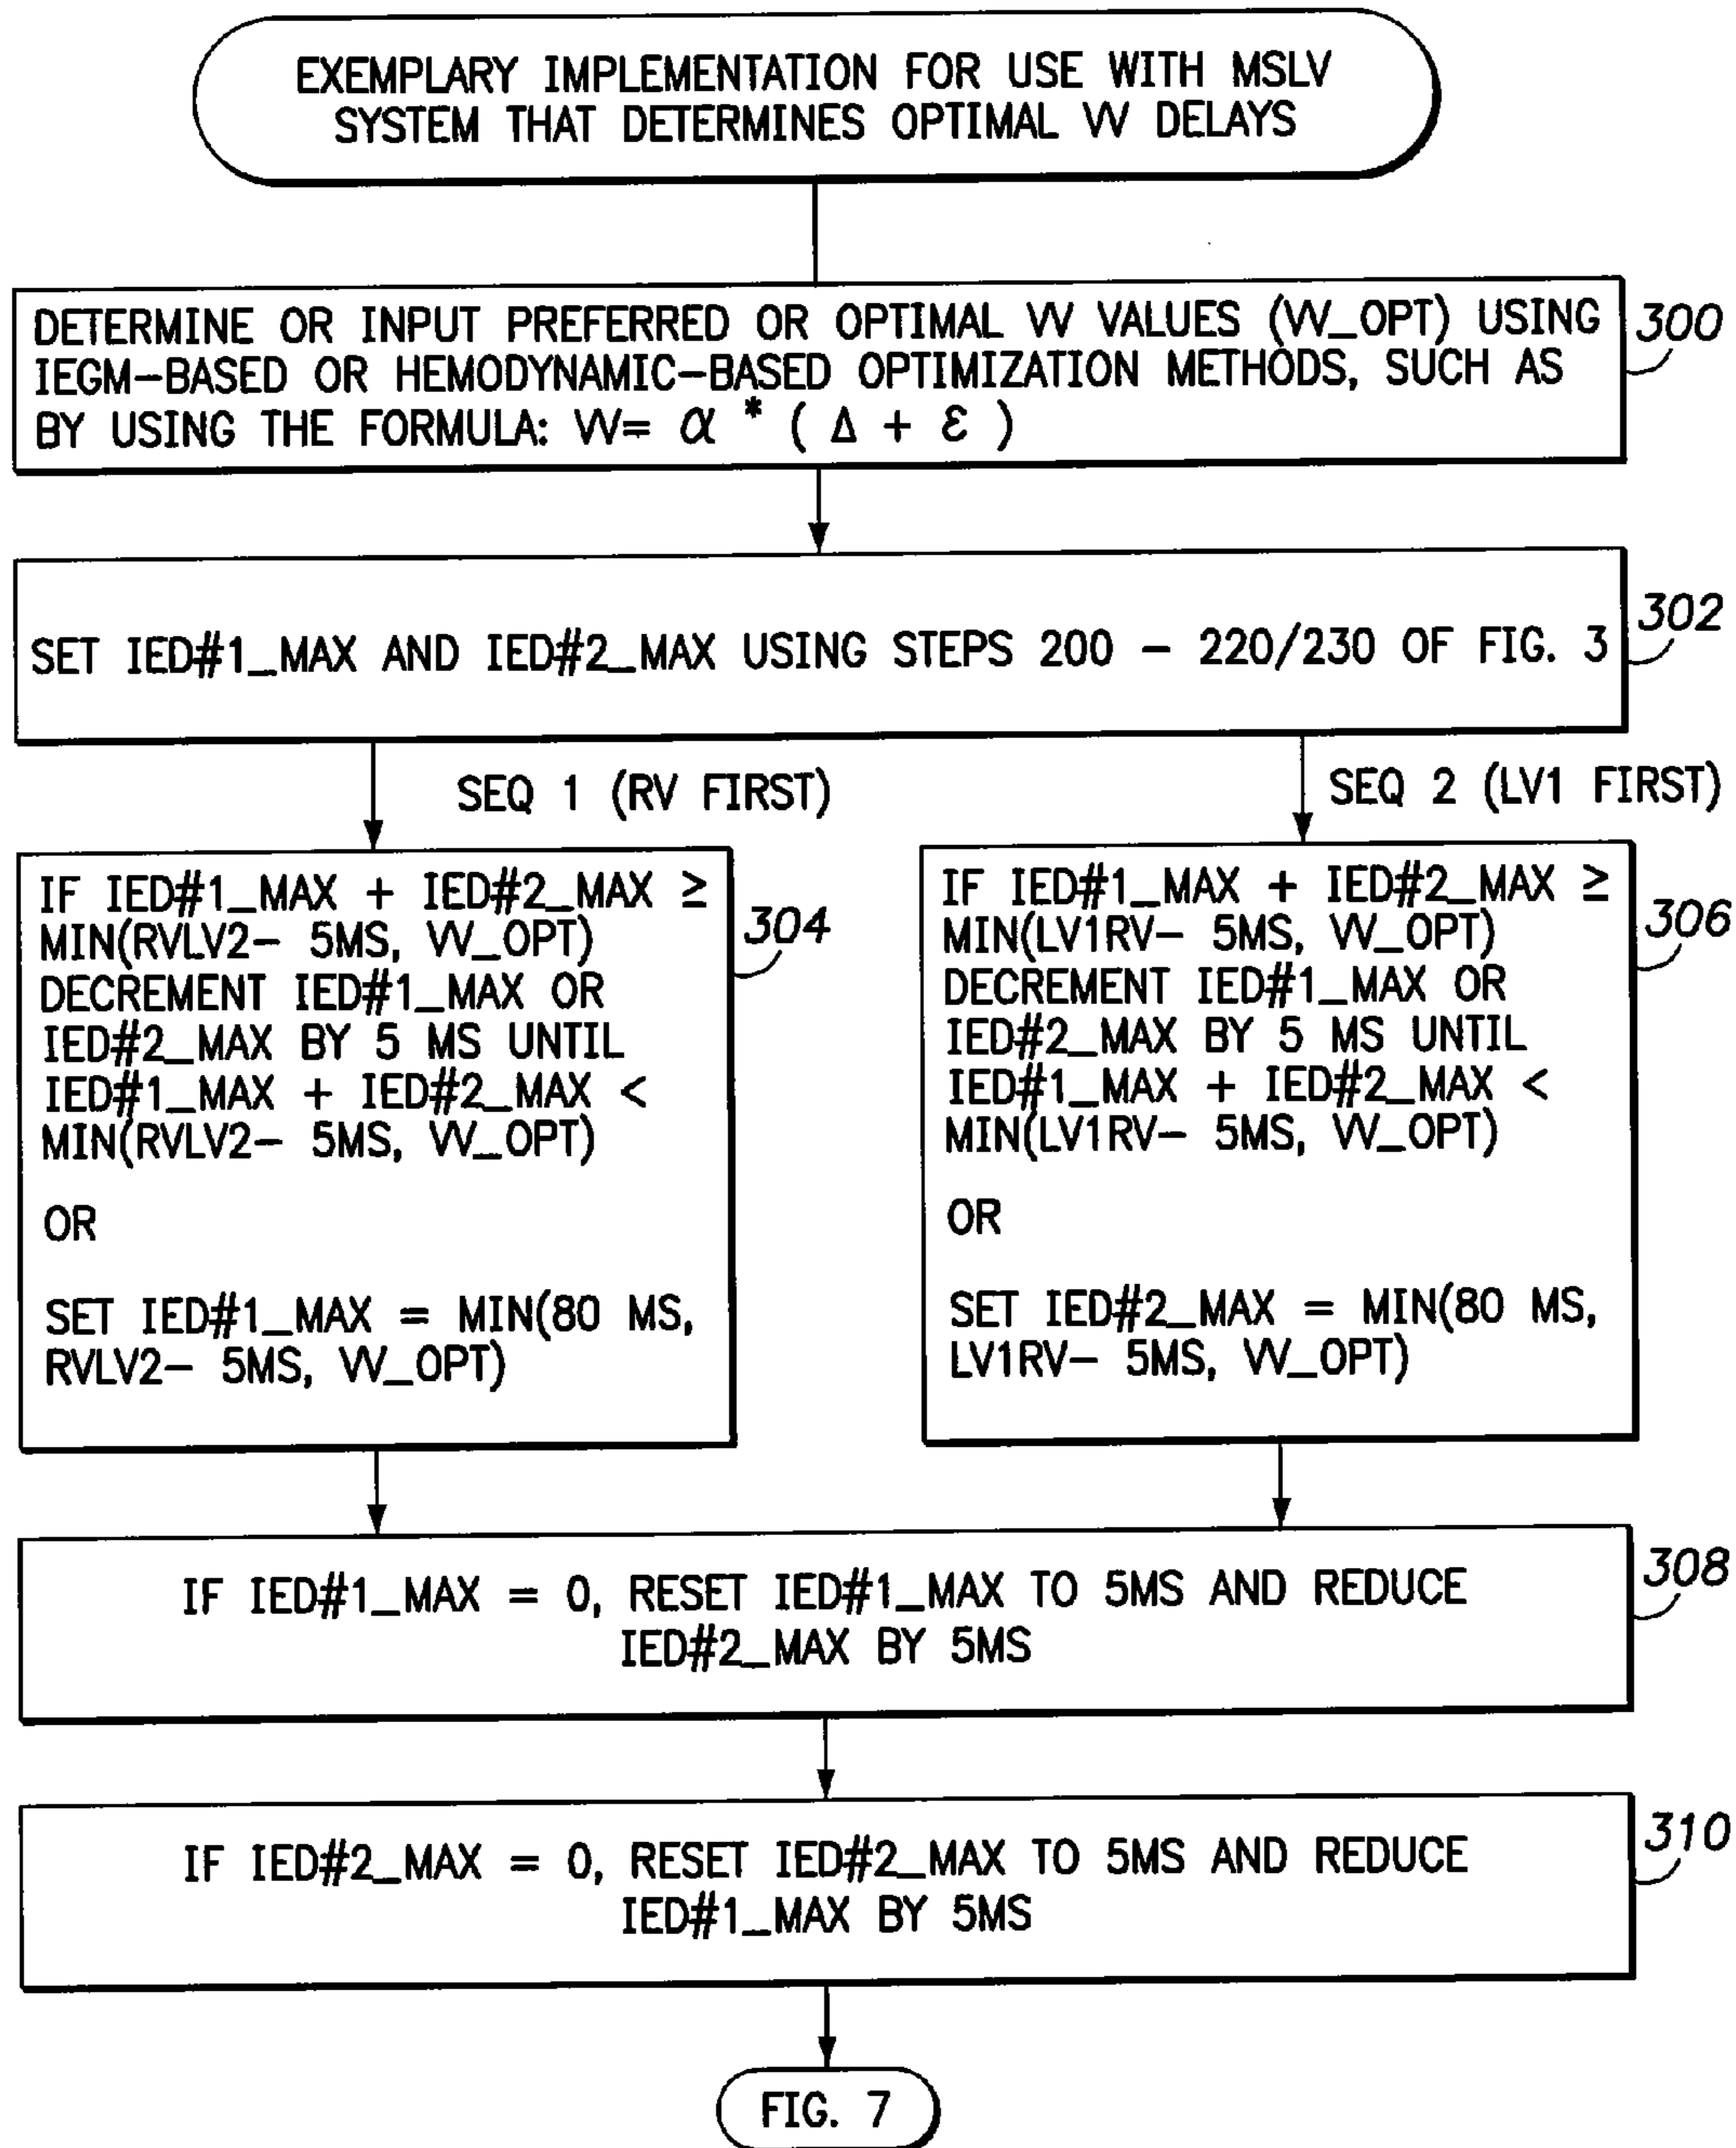 EXEMPLARY IMPLEMENTATION FOR USE WITH MSLV
SYSTEM THAT DETERMINES OPTIMAL VV DELAYS
DETERMINE OR INPUT PREFERRED OR OPTIMAL VV VALUES (VV_OPT) USING
IEGM-BASED OR HEMODYNAMIC-BASED OPTIMIZATION METHODS, SUCH AS
BY USING THE FORMULA: VV= α * ( Δ + ε )
300
SET IED#1_MAX AND IED#2_MAX USING STEPS 200 - 220/230 OF FIG. 3
302
SEQ 1 (RV FIRST)
SEQ 2 (LV1 FIRST)
IF IED#1_MAX + IED#2_MAX ≥
MIN(RVLV2- 5MS, VV_OPT)
DECREMENT IED#1_MAX OR
IED#2_MAX BY 5 MS UNTIL
IED#1_MAX + IED#2_MAX <
MIN(RVLV2- 5MS, VV_OPT)
OR
SET IED#1_MAX = MIN(80 MS,
RVLV2- 5MS, VV_OPT)
304
IF IED#1_MAX + IED#2_MAX ≥
MIN(LV1RV- 5MS, VV_OPT)
DECREMENT IED#1_MAX OR
IED#2_MAX BY 5 MS UNTIL
IED#1_MAX + IED#2_MAX <
MIN(LV1RV- 5MS, VV_OPT)
OR
SET IED#2_MAX = MIN(80 MS,
LV1RV- 5MS, VV_OPT)
306
IF IED#1_MAX = 0, RESET IED#1_MAX TO 5MS AND REDUCE
IED#2_MAX BY 5MS
308
IF IED#2_MAX = 0, RESET IED#2_MAX TO 5MS AND REDUCE
IED#1_MAX BY 5MS
310
FIG. 7